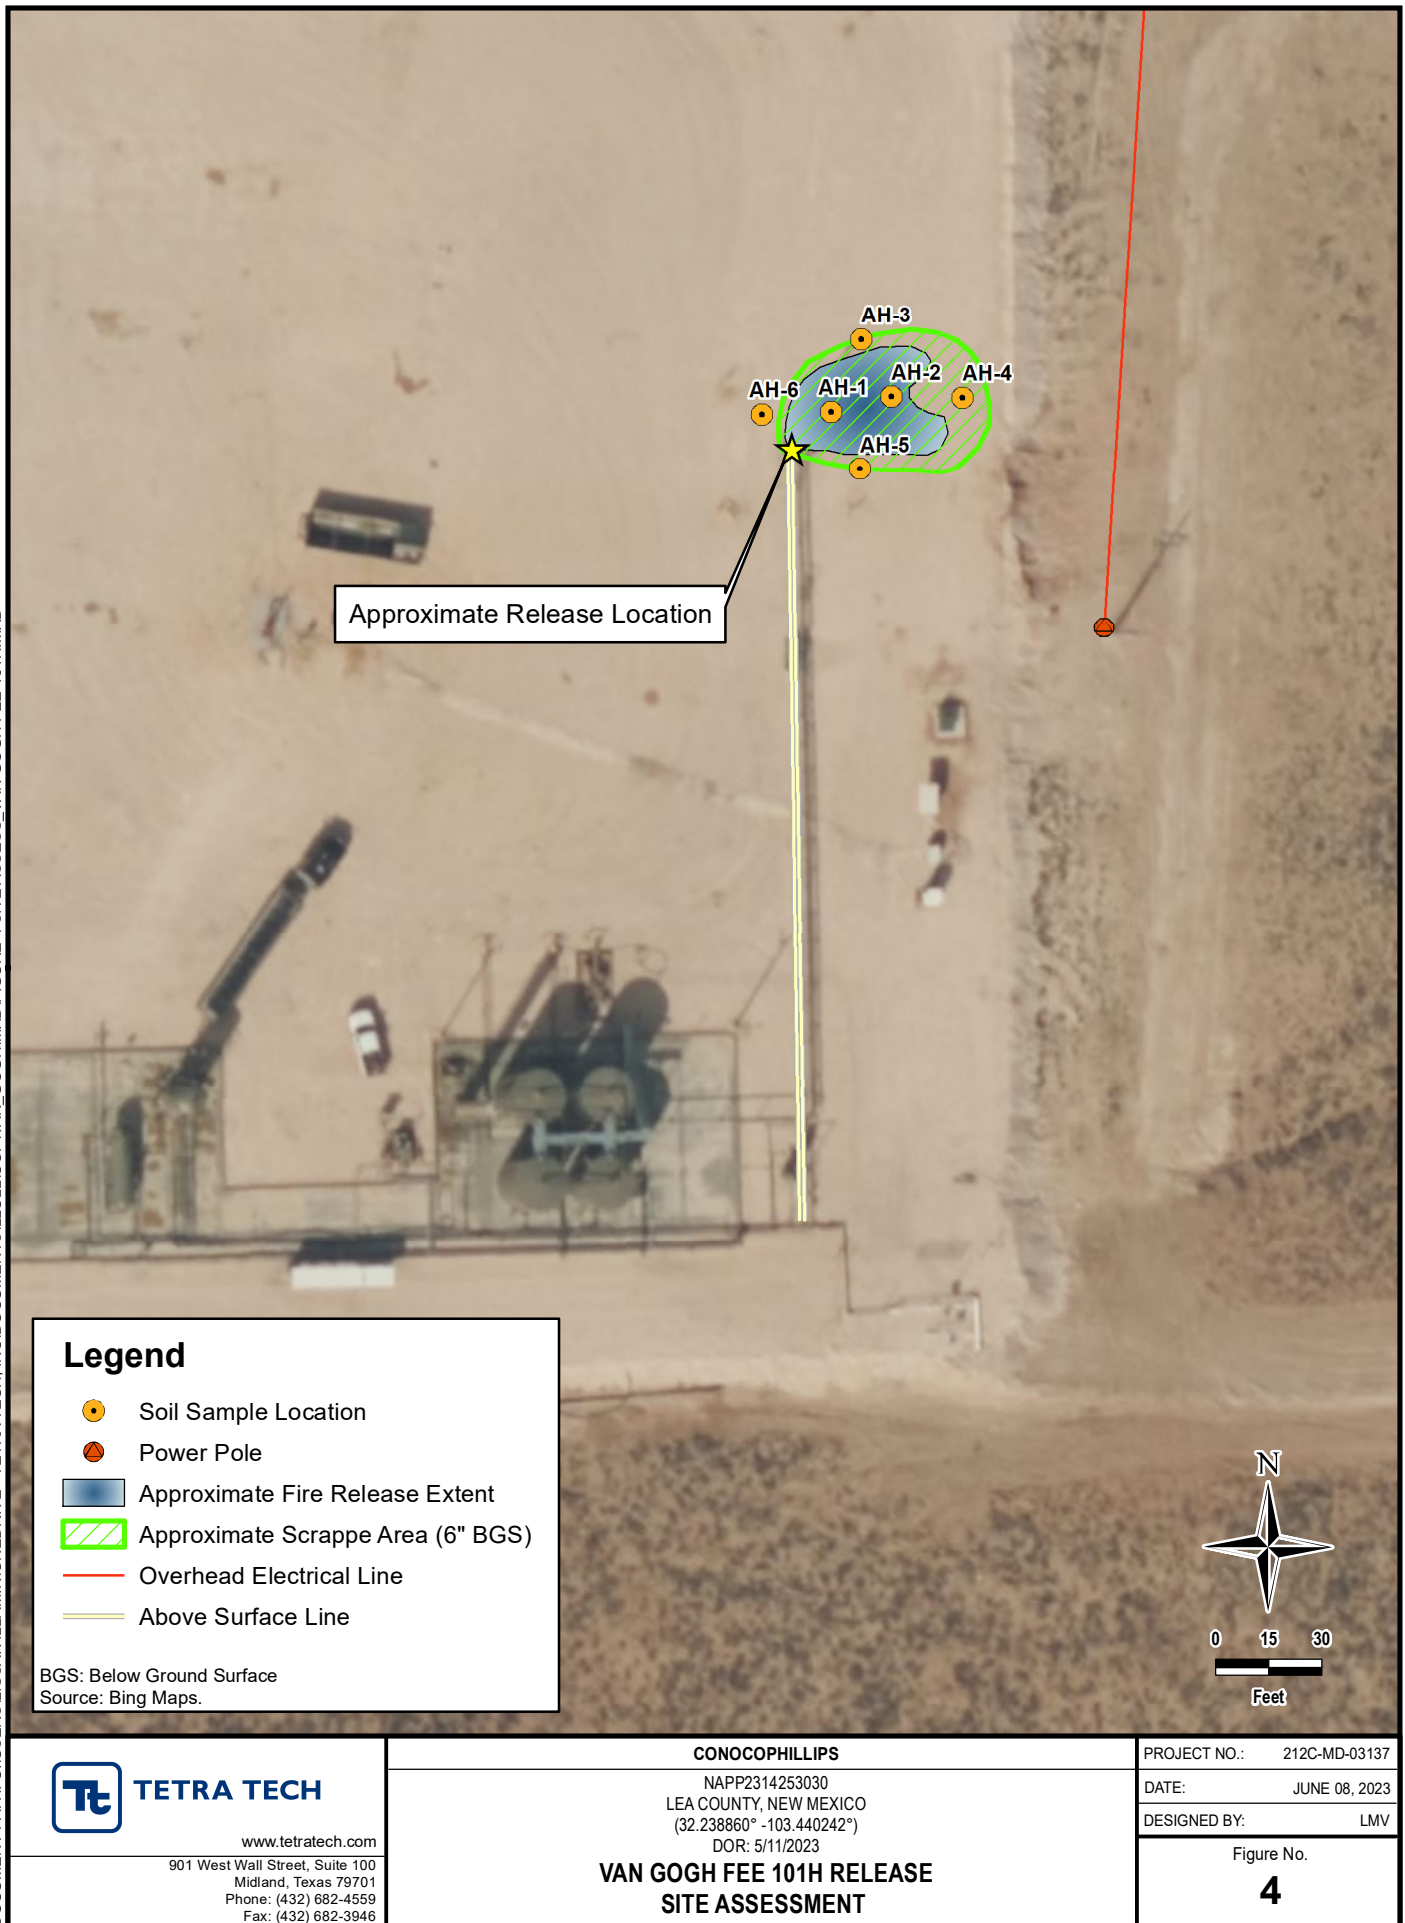 AH-3
AH-2
AH-4
AH-6
AH-1
AH-5
Approximate Release Location
Legend
Soil Sample Location
Power Pole
Approximate Fire Release Extent
Approximate Scrappe Area (6" BGS)
Overhead Electrical Line
Above Surface Line
BGS: Below Ground Surface
Source: Bing Maps.
N
0 15 30
Feet
Tt TETRA TECH
www.tetratech.com
901 West Wall Street, Suite 100
Midland, Texas 79701
Phone: (432) 682-4559
Fax: (432) 682-3946
CONOCOPHILLIPS
NAPP2314253030
LEA COUNTY, NEW MEXICO
(32.238860° -103.440242°)
DOR: 5/11/2023
VAN GOGH FEE 101H RELEASE
SITE ASSESSMENT
PROJECT NO.: 212C-MD-03137
DATE: JUNE 08, 2023
DESIGNED BY: LMV
Figure No.
4